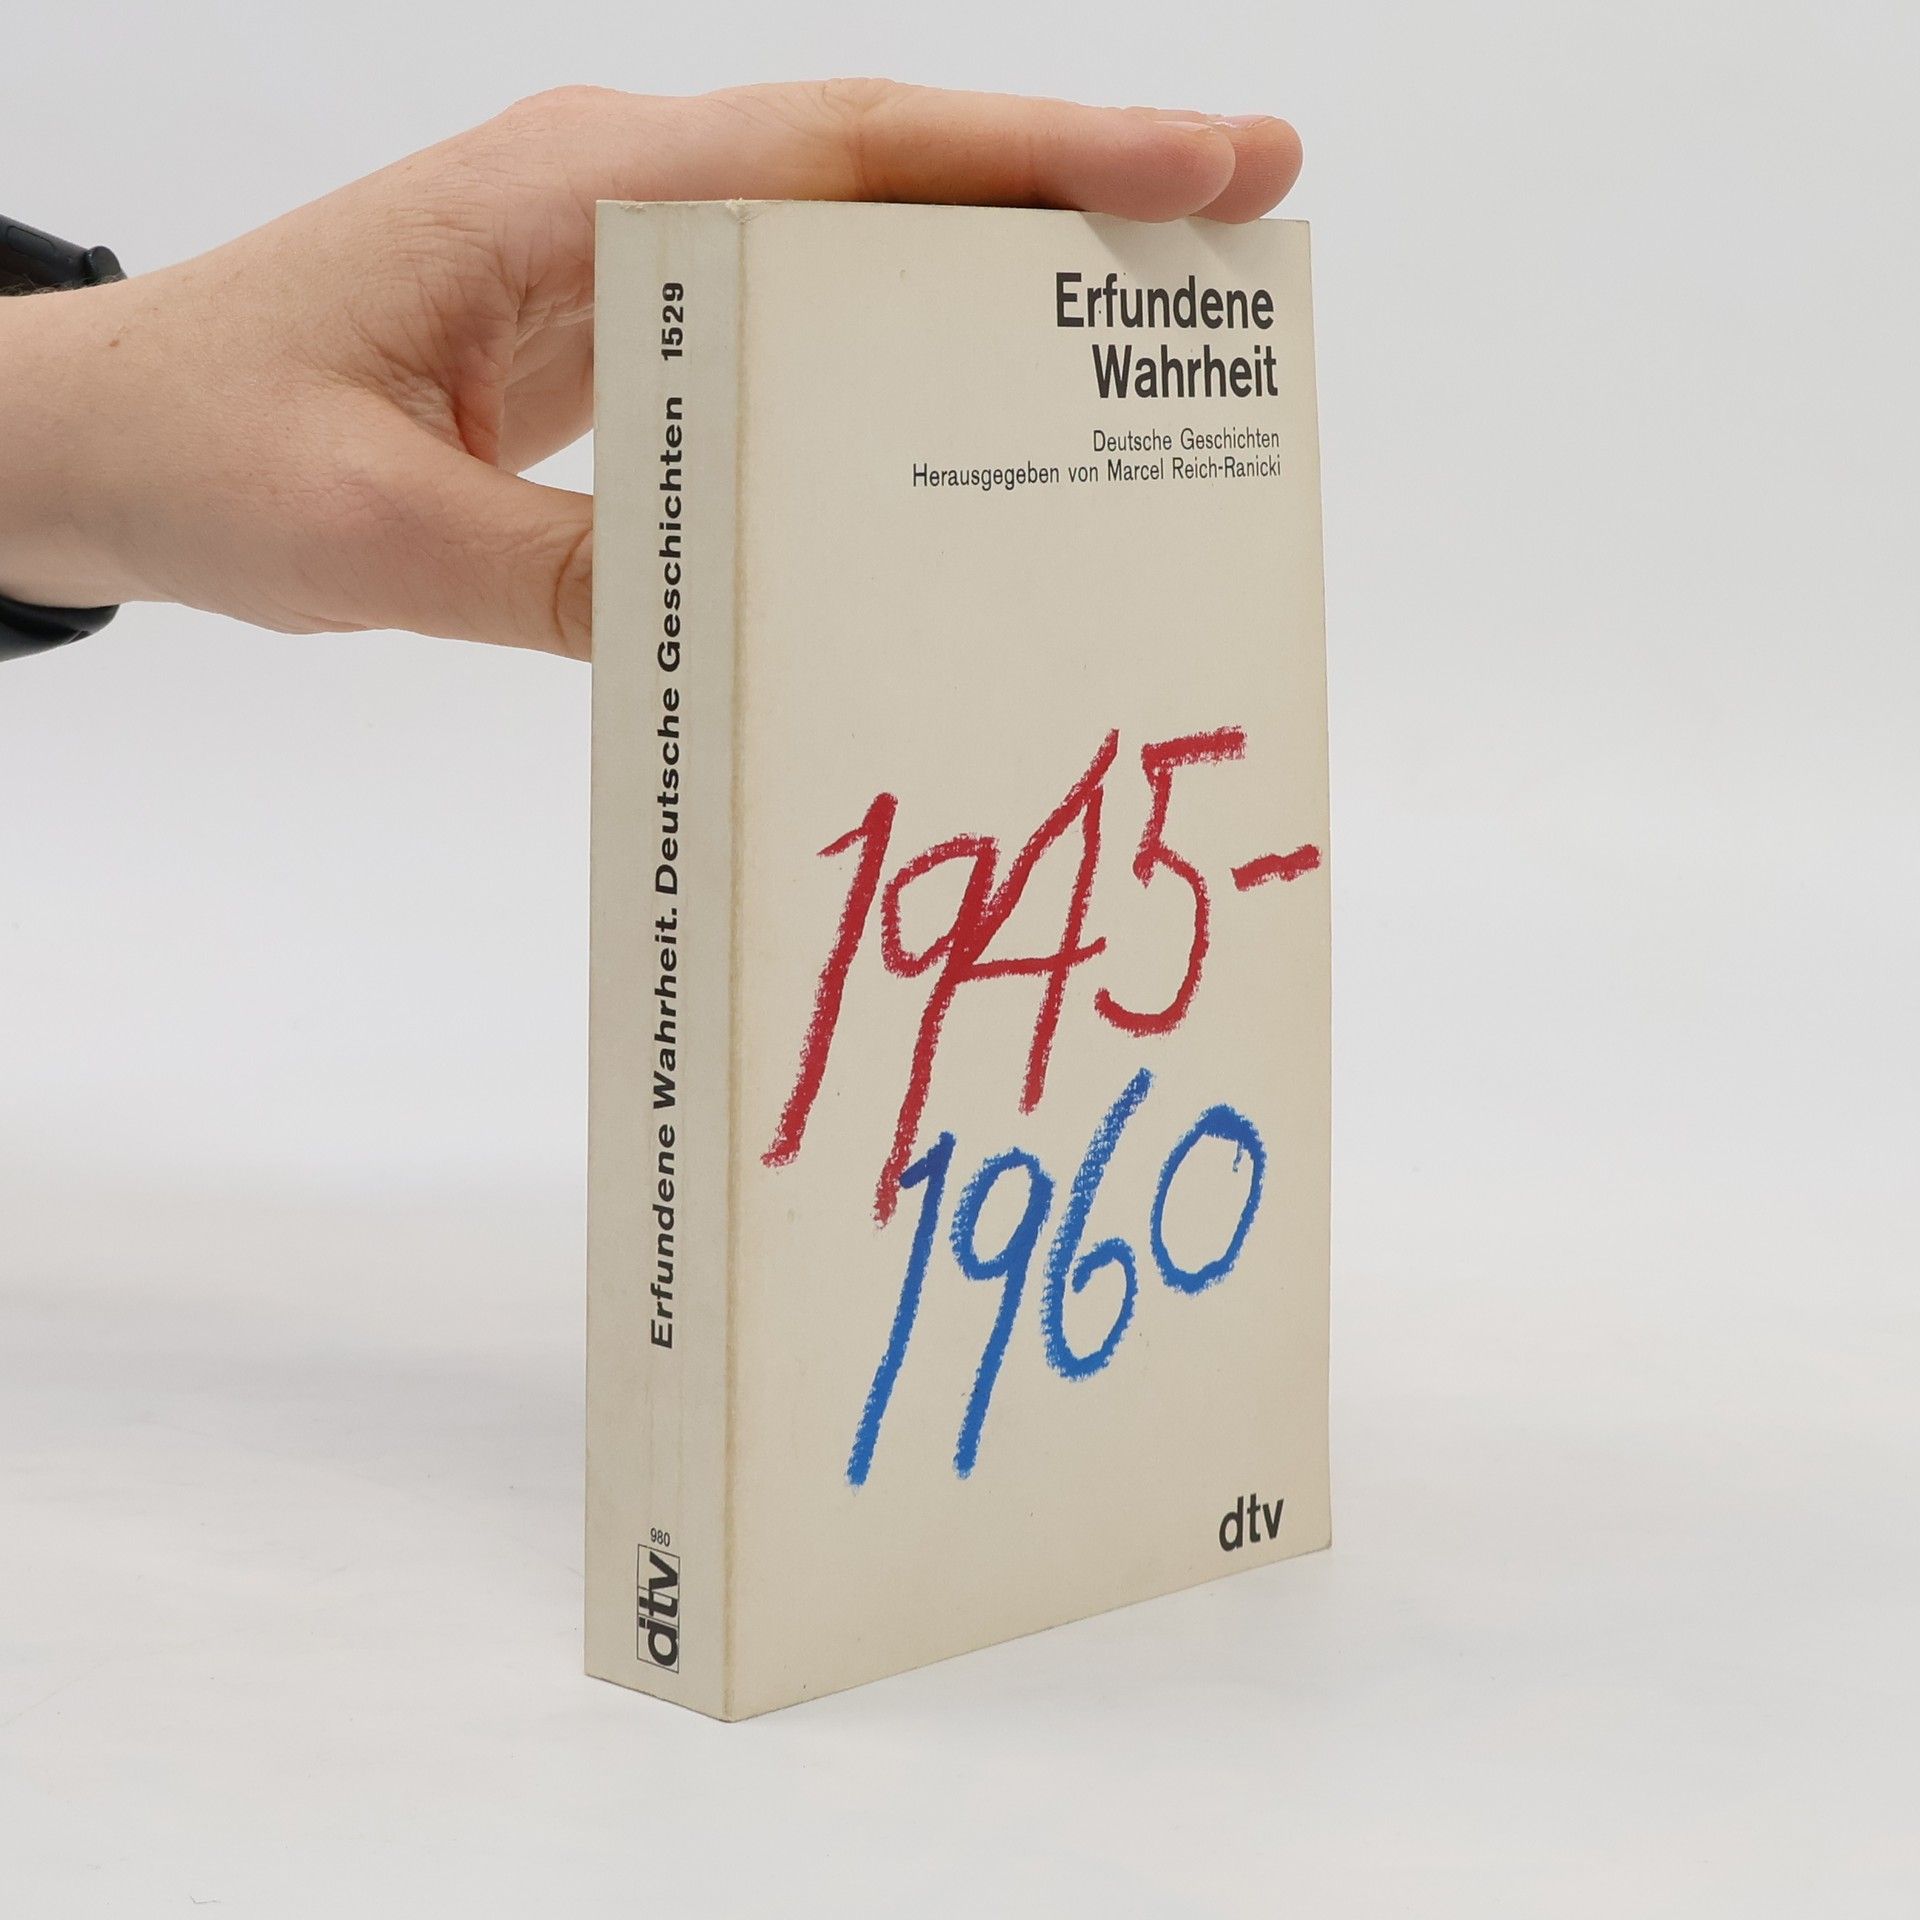 Erfundene
Wahrheit
Deutsche Geschichten
Herausgegeben von Marcel Reich-Ranicki
1945-
1960
dtv
Erfundene Wahrheit. Deutsche Geschichten 1529
980
dtv